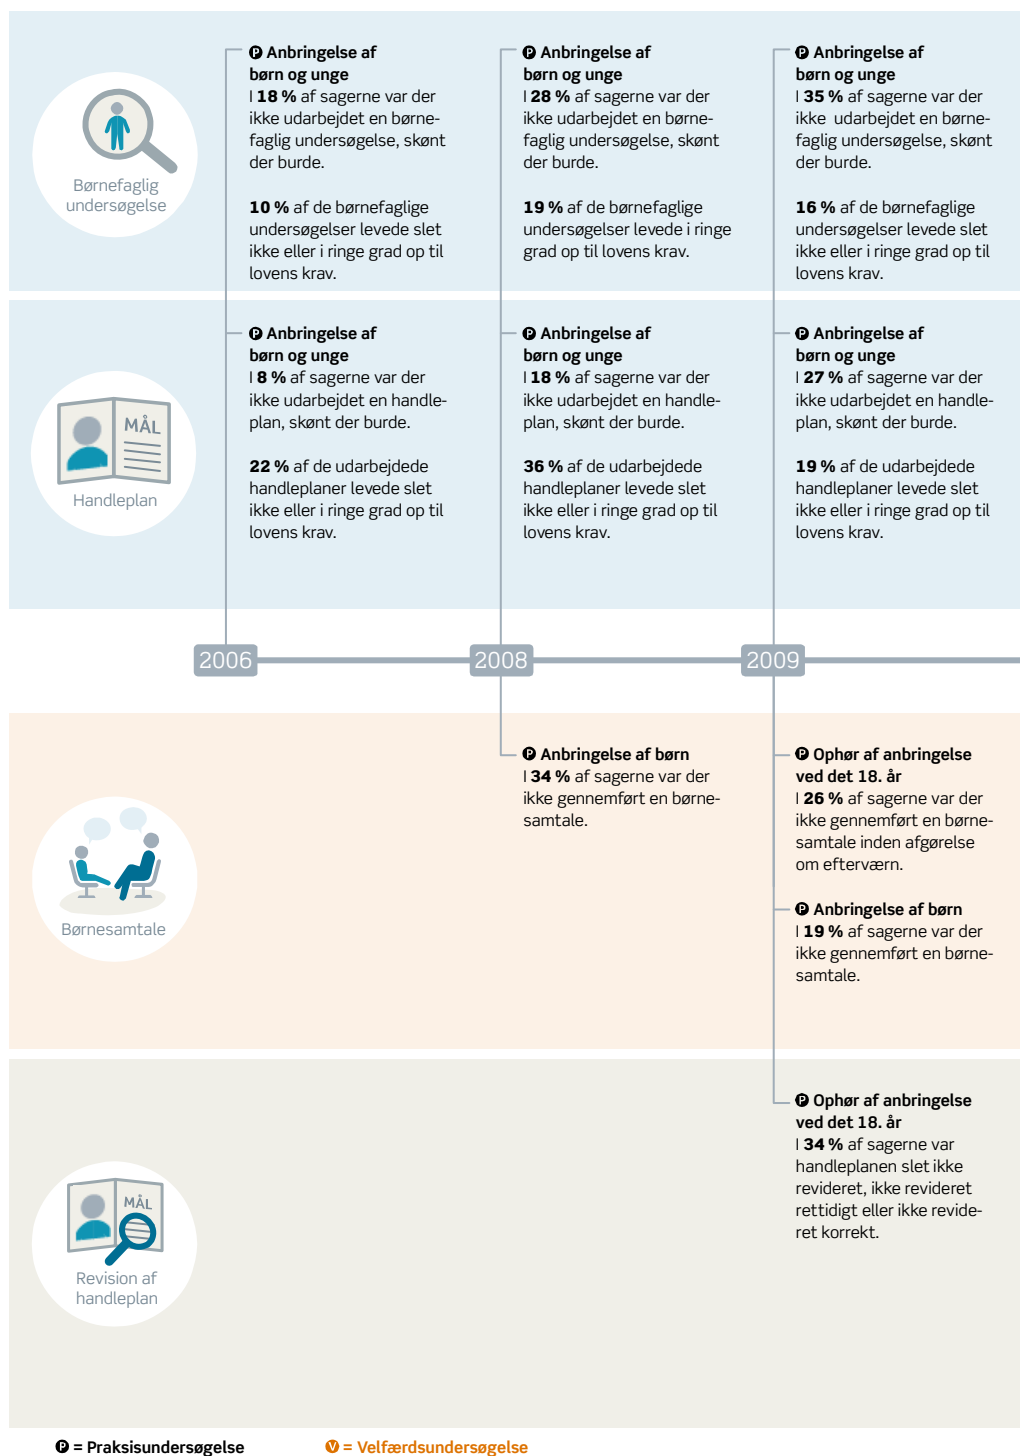 Børnefaglig
undersøgelse
P Anbringelse af
børn og unge
I 18 % af sagerne var der
ikke udarbejdet en børne-
faglig undersøgelse, skønt
der burde.
10 % af de børnefaglige
undersøgelser levede slet
ikke eller i ringe grad op til
lovens krav.
P Anbringelse af
børn og unge
I 28 % af sagerne var der
ikke udarbejdet en børne-
faglig undersøgelse, skønt
der burde.
19 % af de børnefaglige
undersøgelser levede i ringe
grad op til lovens krav.
P Anbringelse af
børn og unge
I 35 % af sagerne var der
ikke udarbejdet en børne-
faglig undersøgelse, skønt
der burde.
16 % af de børnefaglige
undersøgelser levede slet
ikke eller i ringe grad op til
lovens krav.
MÅL
Handleplan
P Anbringelse af
børn og unge
I 8 % af sagerne var der
ikke udarbejdet en handle-
plan, skønt der burde.
22 % af de udarbejdede
handleplaner levede slet
ikke eller i ringe grad op til
lovens krav.
P Anbringelse af
børn og unge
I 18 % af sagerne var der
ikke udarbejdet en handle-
plan, skønt der burde.
36 % af de udarbejdede
handleplaner levede slet
ikke eller i ringe grad op til
lovens krav.
P Anbringelse af
børn og unge
I 27 % af sagerne var der
ikke udarbejdet en handle-
plan, skønt der burde.
19 % af de udarbejdede
handleplaner levede slet
ikke eller i ringe grad op til
lovens krav.
2006
2008
2009
Børnesamtale
P Anbringelse af børn
I 34 % af sagerne var der
ikke gennemført en børne-
samtale.
P Ophør af anbringelse
ved det 18. år
I 26 % af sagerne var der
ikke gennemført en børne-
samtale inden afgørelse
om efterværn.
P Anbringelse af børn
I 19 % af sagerne var der
ikke gennemført en børne-
samtale.
MÅL
Revision af
handleplan
P Ophør af anbringelse
ved det 18. år
I 34 % af sagerne var
handleplanen slet ikke
revideret, ikke revideret
rettidigt eller ikke revide-
ret korrekt.
P = Praksisundersøgelse
V = Velfærdsundersøgelse